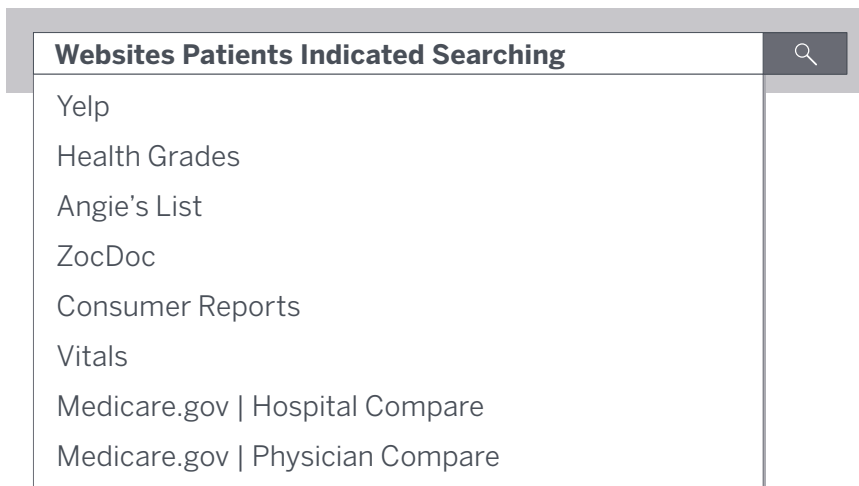 Websites Patients Indicated Searching
Yelp
Health Grades
Angie’s List
ZocDoc
Consumer Reports
Vitals
Medicare.gov | Hospital Compare
Medicare.gov | Physician Compare